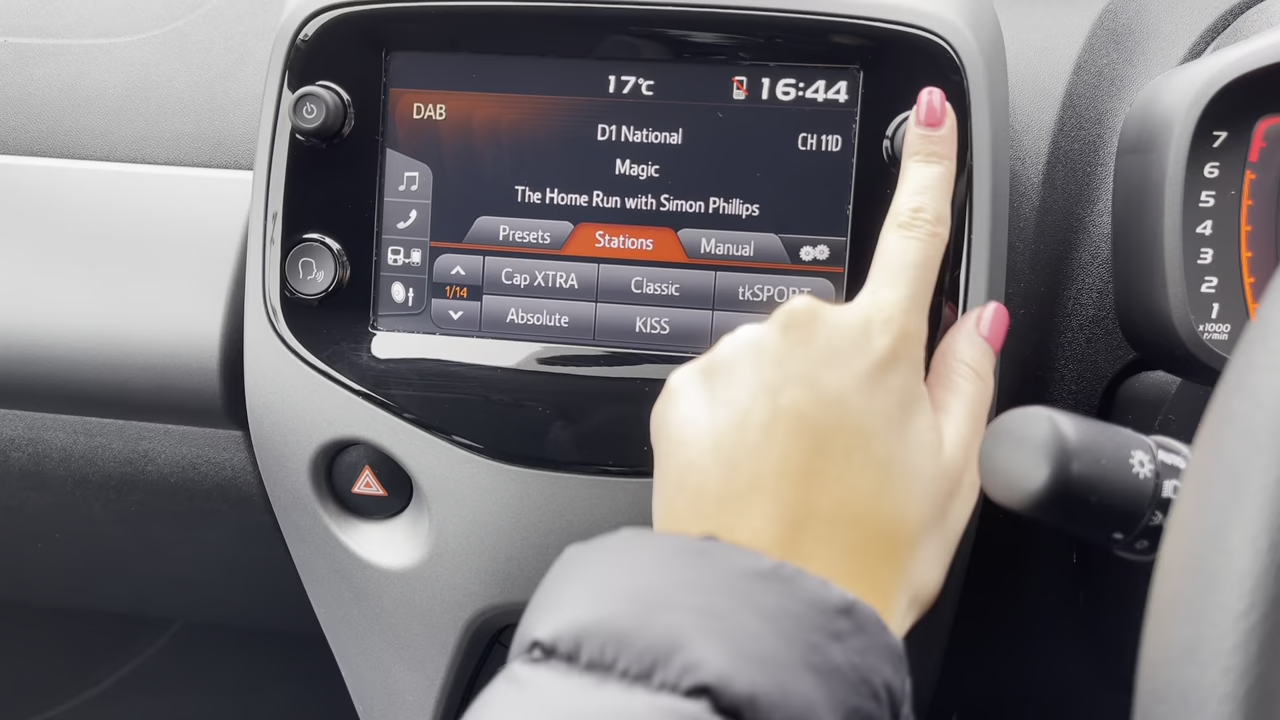 17°C 16:44
DAB
D1 National
CH 11D
Magic
The Home Run with Simon Phillips
Presets Stations Manual
Cap XTRA Classic tkSPORT
1/14
Absolute KISS
7
6
5
4
3
2
1
x1000
r/min